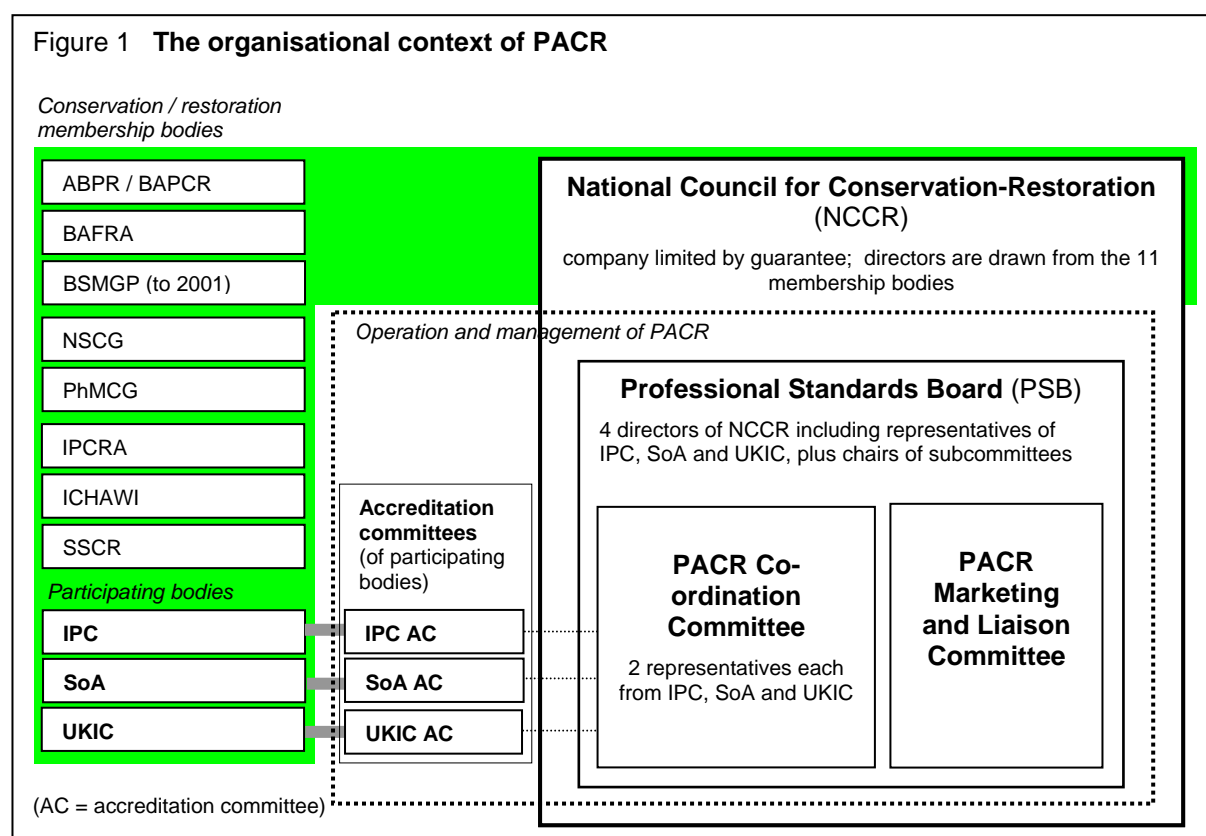 Figure 1 The organisational context of PACR
Conservation / restoration
membership bodies
ABPR / BAPCR
BAFRA
BSMGP (to 2001)
NSCG
PhMCG
IPCRA
ICHAWI
SSCR
Participating bodies
IPC
SoA
UKIC
(AC = accreditation committee)
National Council for Conservation-Restoration
(NCCR)
company limited by guarantee; directors are drawn from the 11
membership bodies
Operation and management of PACR
Accreditation
committees
(of participating
bodies)
IPC AC
SoA AC
UKIC AC
Professional Standards Board (PSB)
4 directors of NCCR including representatives of
IPC, SoA and UKIC, plus chairs of subcommittees
PACR Co-
ordination
Committee
2 representatives each
from IPC, SoA and UKIC
PACR
Marketing
and Liaison
Committee